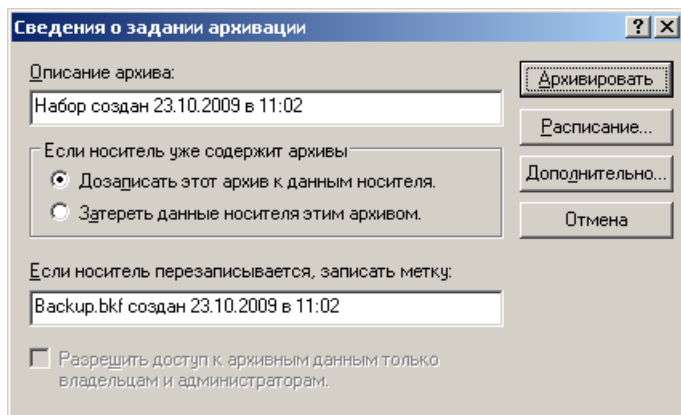 Сведения о задании архивации
Описание архива:
Архивировать
Набор создан 23.10.2009 в 11:02
Расписание...
Если носитель уже содержит архивы
Дозаписать этот архив к данным носителя.
Дополнительно...
Затереть данные носителя этим архивом.
Отмена
Если носитель перезаписывается, записать метку:
Backup.bkf создан 23.10.2009 в 11:02
Разрешить доступ к архивным данным только
владельцам и администраторам.